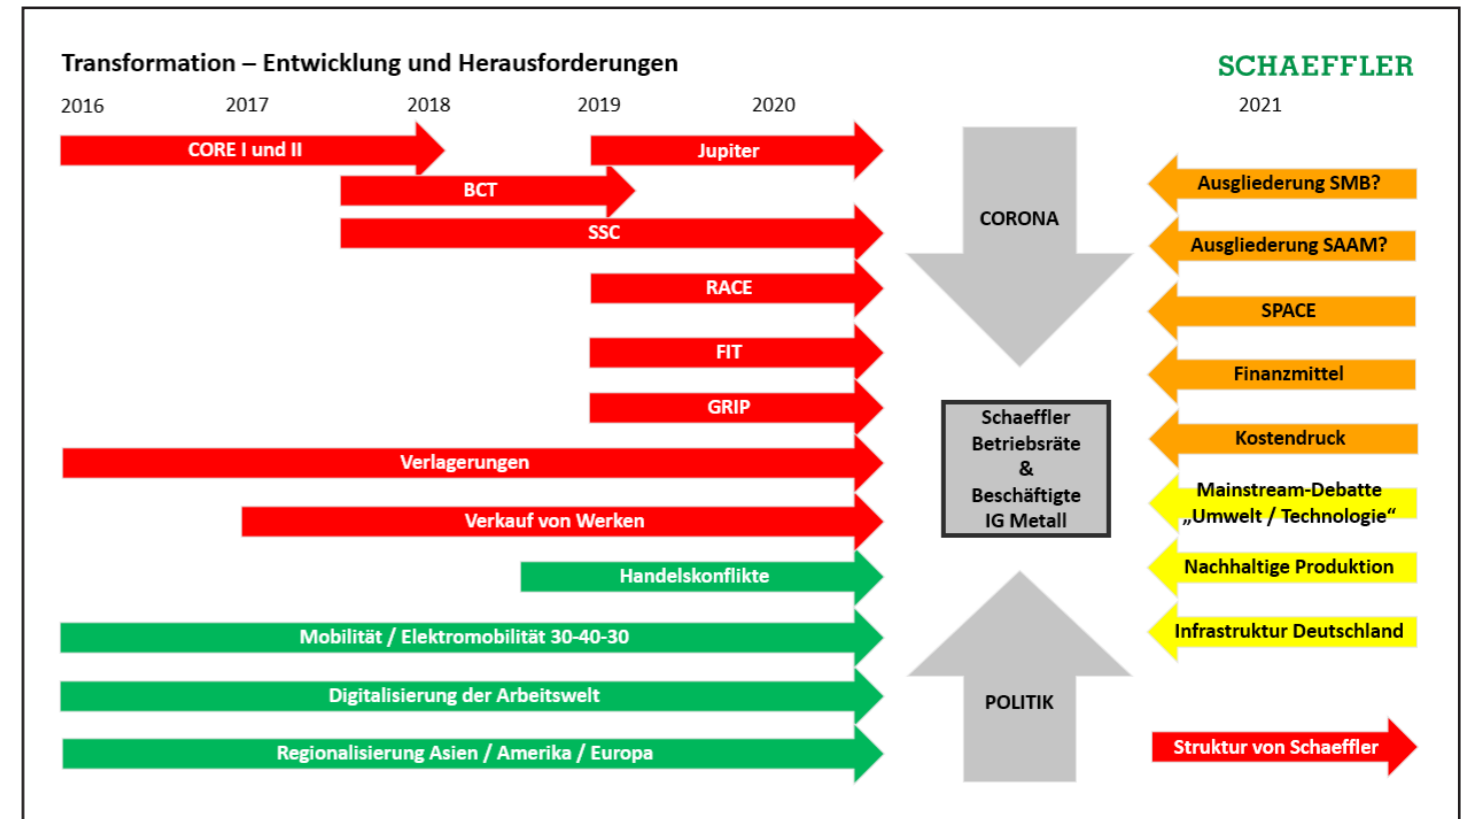 Transformation – Entwicklung und Herausforderungen
SCHAEFFLER
2016 2017 2018 2019 2020 2021
CORE I und II
Jupiter
BCT
SSC
RACE
FIT
GRIP
Verlagerungen
Verkauf von Werken
Handelskonflikte
Mobilität / Elektromobilität 30-40-30
Digitalisierung der Arbeitswelt
Regionalisierung Asien / Amerika / Europa
CORONA
Schaeffler
Betriebsräte
&
Beschäftigte
IG Metall
POLITIK
Ausgliederung SMB?
Ausgliederung SAAM?
SPACE
Finanzmittel
Kostendruck
Mainstream-Debatte
„Umwelt / Technologie“
Nachhaltige Produktion
Infrastruktur Deutschland
Struktur von Schaeffler